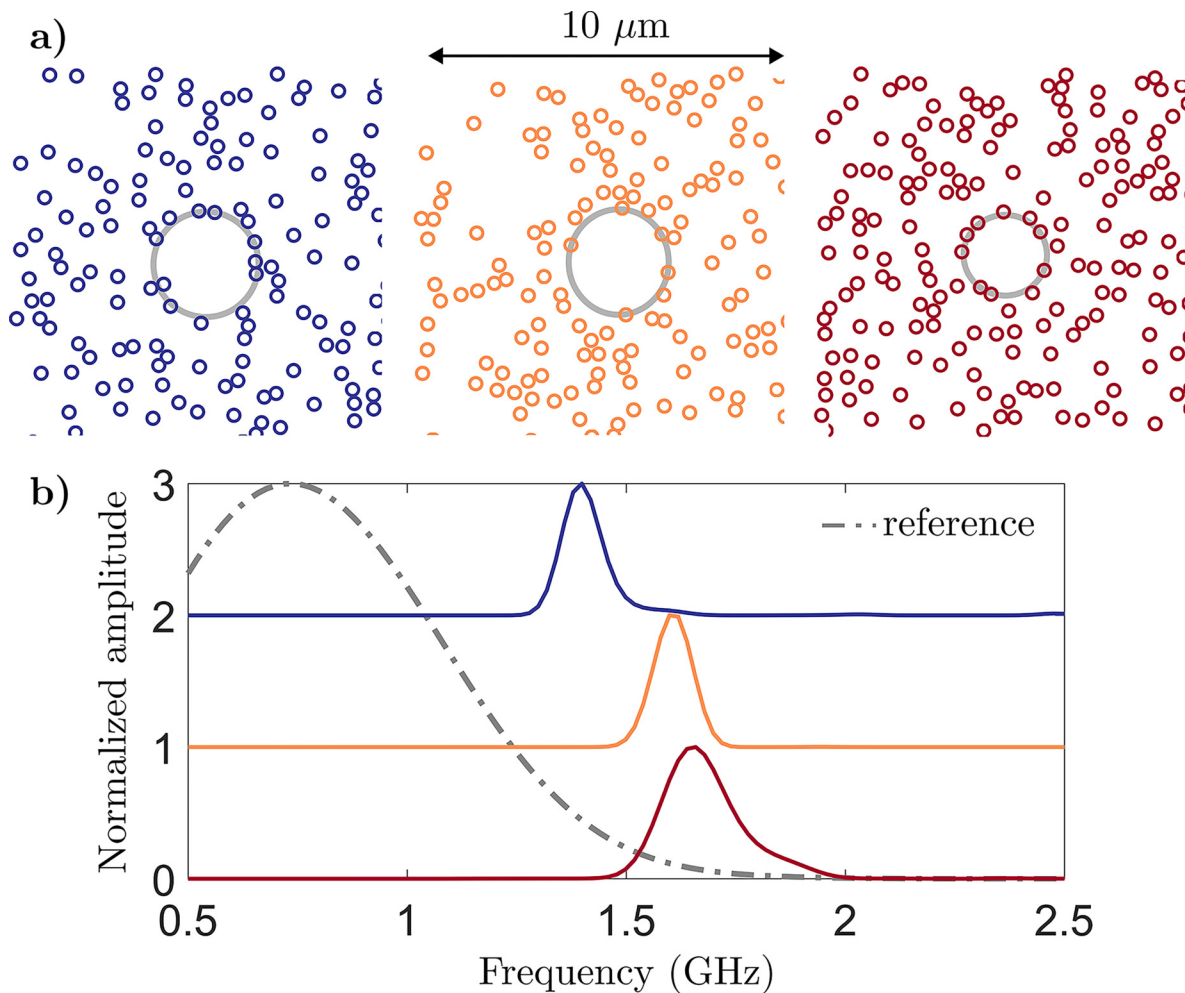 a)
10 μm
b)
3
2
1
0
Normalized amplitude
reference
0.5 1 1.5 2 2.5
Frequency (GHz)